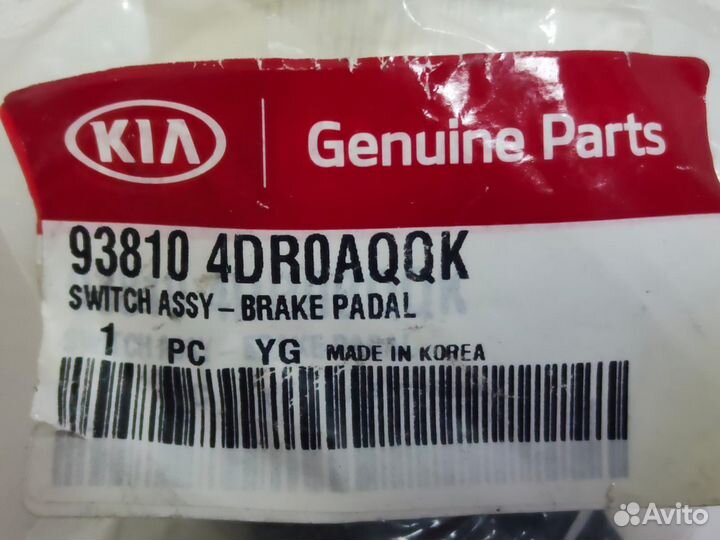 KIA
Genuine Parts
93810 4DR0AQQK
SWITCH ASSY - BRAKE PADAL
1 PC YG MADE IN KOREA
Avito